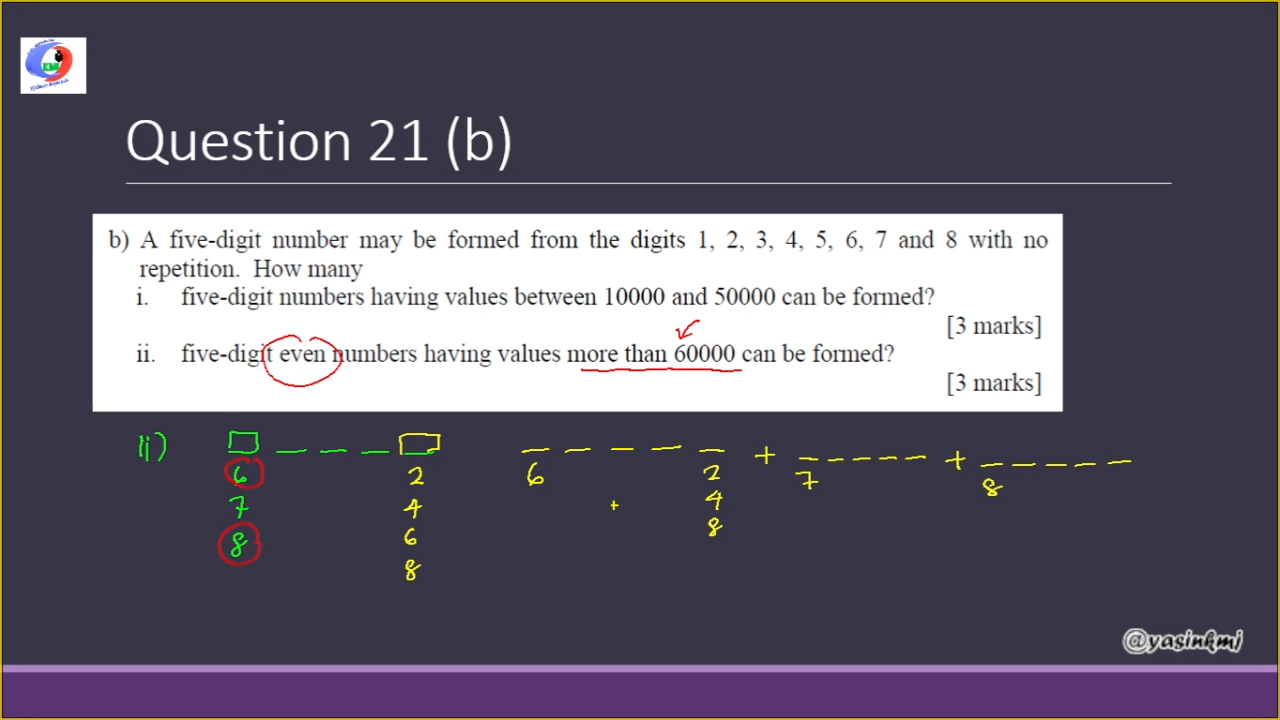 KMJ
Question 21 (b)
b) A five-digit number may be formed from the digits 1, 2, 3, 4, 5, 6, 7 and 8 with no
repetition. How many
i. five-digit numbers having values between 10000 and 50000 can be formed?
[3 marks]
ii. five-digit even numbers having values more than 60000 can be formed?
[3 marks]
ii) □ _ _ _ □ _ _ _ _ _ + _ _ _ _ _ + _ _ _ _ _
6 2 6 2 7 8
7 4 4
8 6 8
8
@yasinkmj